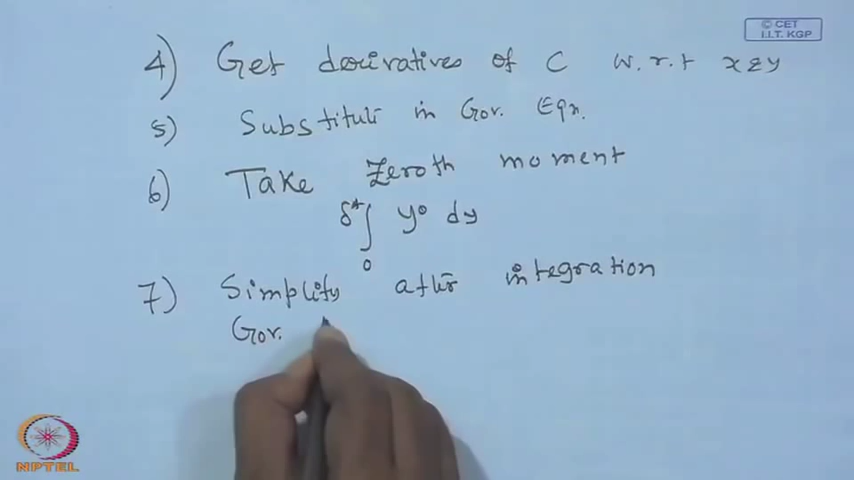 © CET
I.I.T. KGP
4) Get derivatives of C w.r.t x & y
5) Substitute in Gov. Eqn.
6) Take Zeroth moment
δ* ∫ y⁰ dy
0
7) Simplify after integration
Gov.
NPTEL